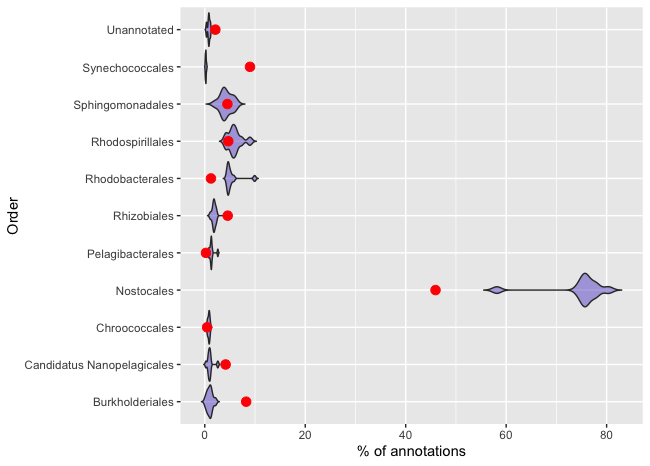 Order
Unannotated
Synechococcales
Sphingomonadales
Rhodospirillales
Rhodobacterales
Rhizobiales
Pelagibacterales
Nostocales
Chroococcales
Candidatus Nanopelagicales
Burkholderiales
0 20 40 60 80
% of annotations